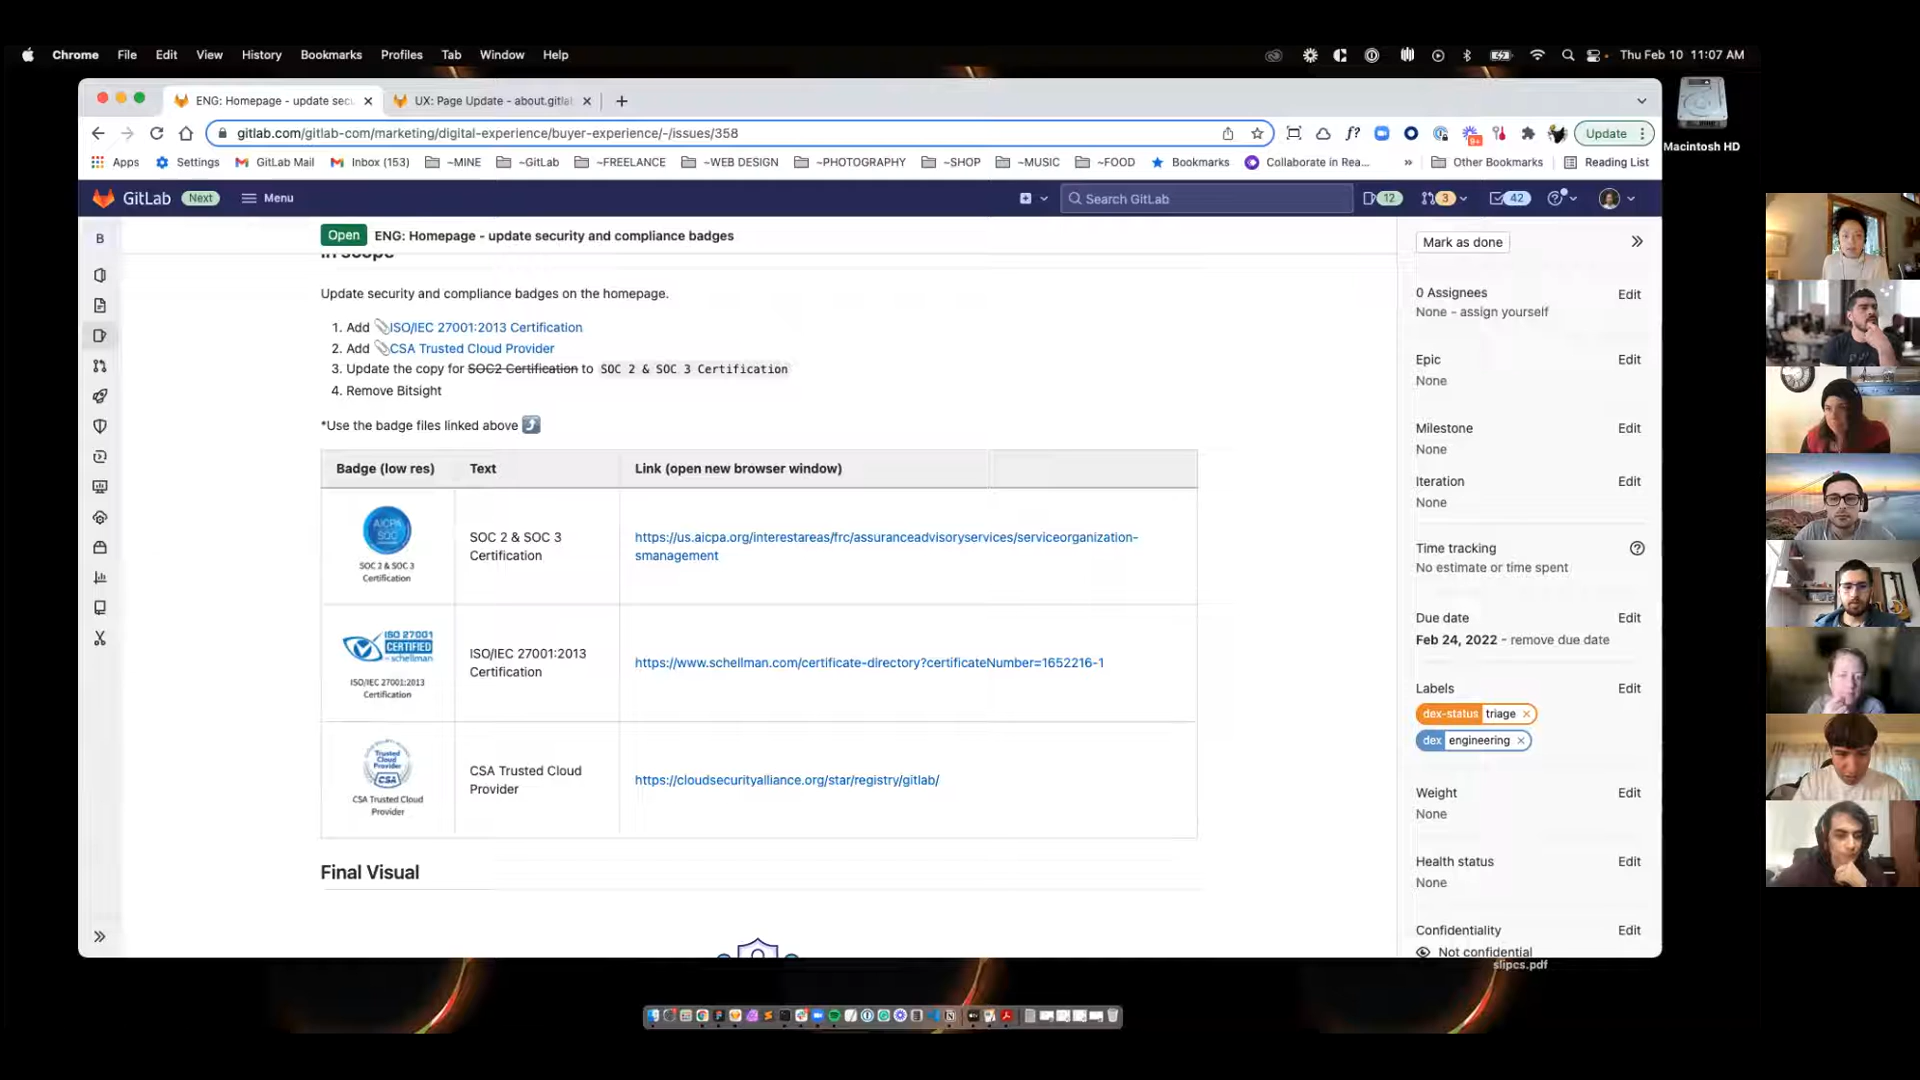 Chrome File Edit View History Bookmarks Profiles Tab Window Help
Thu Feb 10 11:07 AM
ENG: Homepage - update sec
UX: Page Update - about.gitla
gitlab.com/gitlab-com/marketing/digital-experience/buyer-experience/-/issues/358
Update
Apps Settings GitLab Mail Inbox (153) ~MINE ~GitLab ~FREELANCE ~WEB DESIGN ~PHOTOGRAPHY ~SHOP ~MUSIC ~FOOD Bookmarks Collaborate in Rea... » Other Bookmarks Reading List
Macintosh HD
GitLab Next Menu
Search GitLab
12 3 42
B
Open ENG: Homepage - update security and compliance badges
In scope
Update security and compliance badges on the homepage.
1. Add ISO/IEC 27001:2013 Certification
2. Add CSA Trusted Cloud Provider
3. Update the copy for SOC2 Certification to SOC 2 & SOC 3 Certification
4. Remove Bitsight
*Use the badge files linked above
Badge (low res) Text Link (open new browser window)
AICPA
SOC
SOC 2 & SOC 3
Certification
SOC 2 & SOC 3
Certification
https://us.aicpa.org/interestareas/frc/assuranceadvisoryservices/serviceorganization-
smanagement
ISO 27001
CERTIFIED
schellman
ISO/IEC 27001:2013
Certification
ISO/IEC 27001:2013
Certification
https://www.schellman.com/certificate-directory?certificateNumber=1652216-1
Trusted
Cloud
Provider
CSA
CSA Trusted Cloud
Provider
CSA Trusted Cloud
Provider
https://cloudsecurityalliance.org/star/registry/gitlab/
Final Visual
Mark as done
0 Assignees Edit
None - assign yourself
Epic Edit
None
Milestone Edit
None
Iteration Edit
None
Time tracking
No estimate or time spent
Due date Edit
Feb 24, 2022 - remove due date
Labels Edit
dex-status triage
dex engineering
Weight Edit
None
Health status Edit
None
Confidentiality Edit
Not confidential
slipcs.pdf